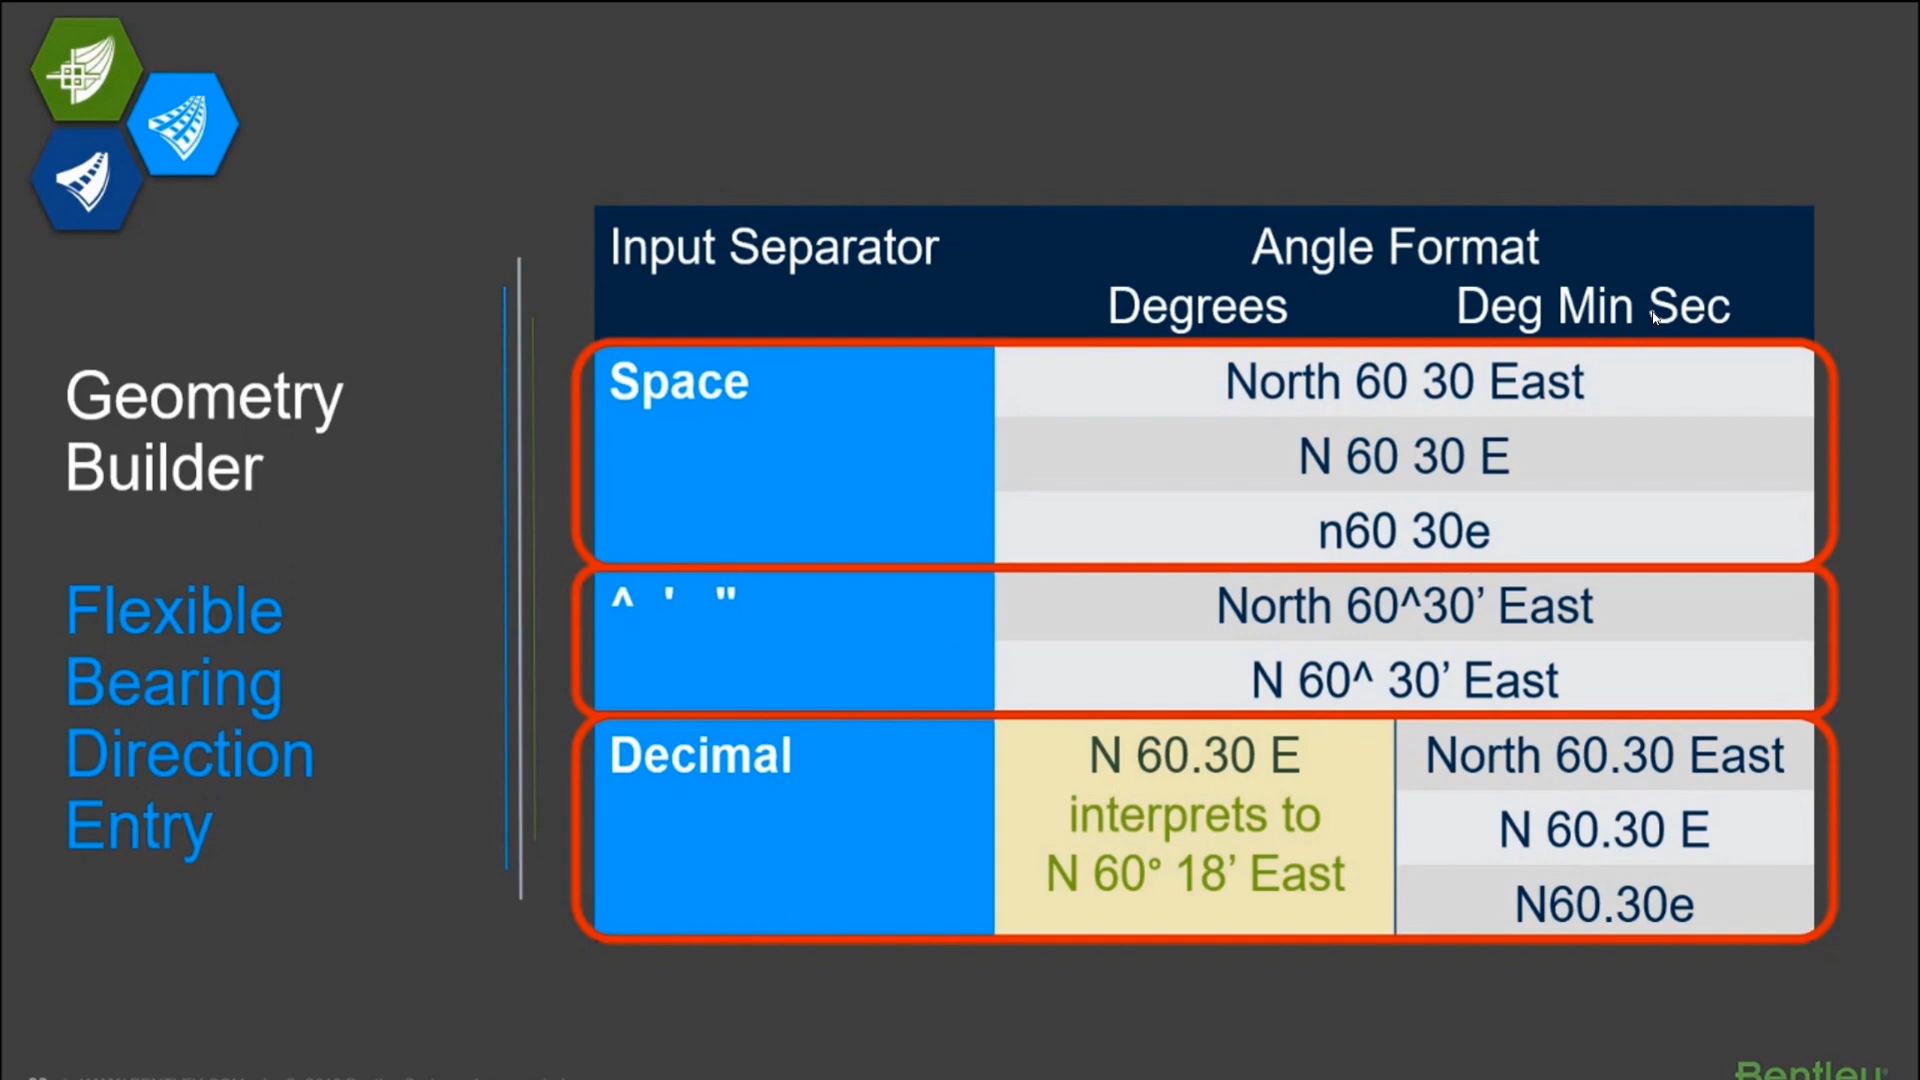 Geometry
Builder
Flexible
Bearing
Direction
Entry
Input Separator
Angle Format
Degrees
Deg Min Sec
Space
North 60 30 East
N 60 30 E
n60 30e
^ ' "
North 60^30’ East
N 60^ 30’ East
Decimal
N 60.30 E
interprets to
N 60° 18’ East
North 60.30 East
N 60.30 E
N60.30e
Bentley